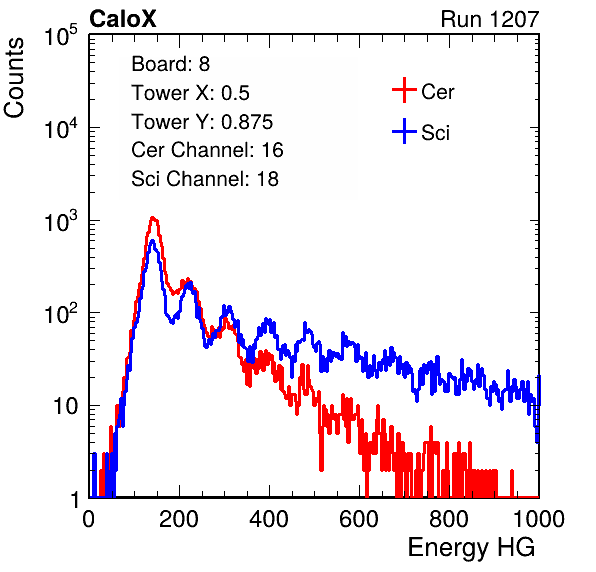 CaloX Run 1207
Counts
10^5
10^4
10^3
10^2
10
1
Board: 8
Tower X: 0.5
Tower Y: 0.875
Cer Channel: 16
Sci Channel: 18
Cer
Sci
0 200 400 600 800 1000
Energy HG